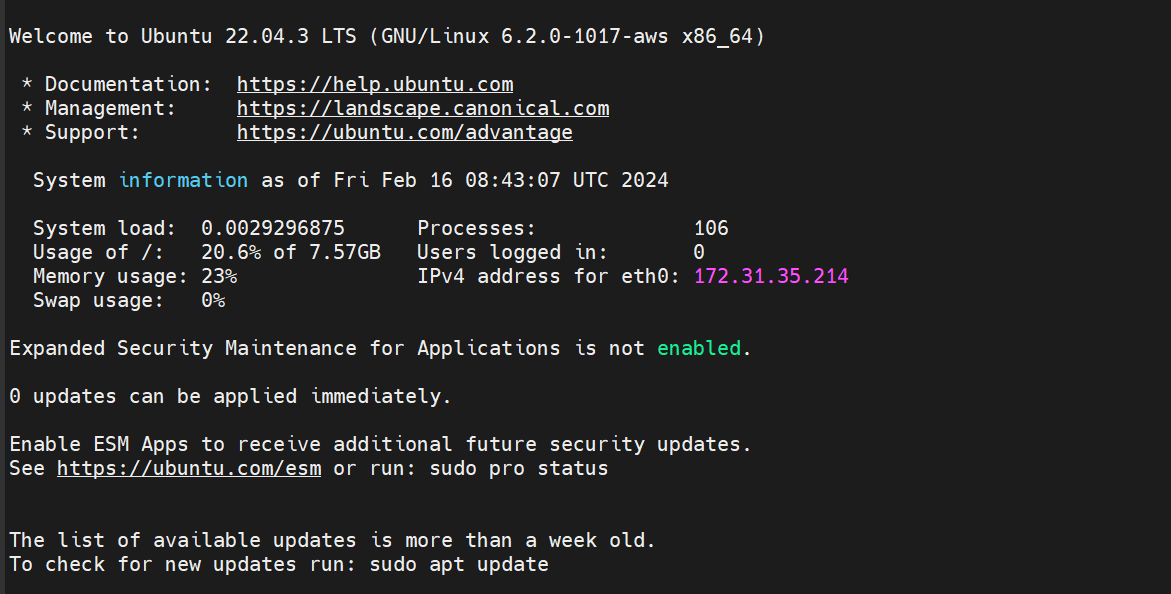 Welcome to Ubuntu 22.04.3 LTS (GNU/Linux 6.2.0-1017-aws x86_64)
* Documentation:  https://help.ubuntu.com
* Management:     https://landscape.canonical.com
* Support:        https://ubuntu.com/advantage
System information as of Fri Feb 16 08:43:07 UTC 2024
System load:  0.0029296875      Processes:             106
Usage of /:   20.6% of 7.57GB   Users logged in:       0
Memory usage: 23%               IPv4 address for eth0: 172.31.35.214
Swap usage:   0%
Expanded Security Maintenance for Applications is not enabled.
0 updates can be applied immediately.
Enable ESM Apps to receive additional future security updates.
See https://ubuntu.com/esm or run: sudo pro status
The list of available updates is more than a week old.
To check for new updates run: sudo apt update